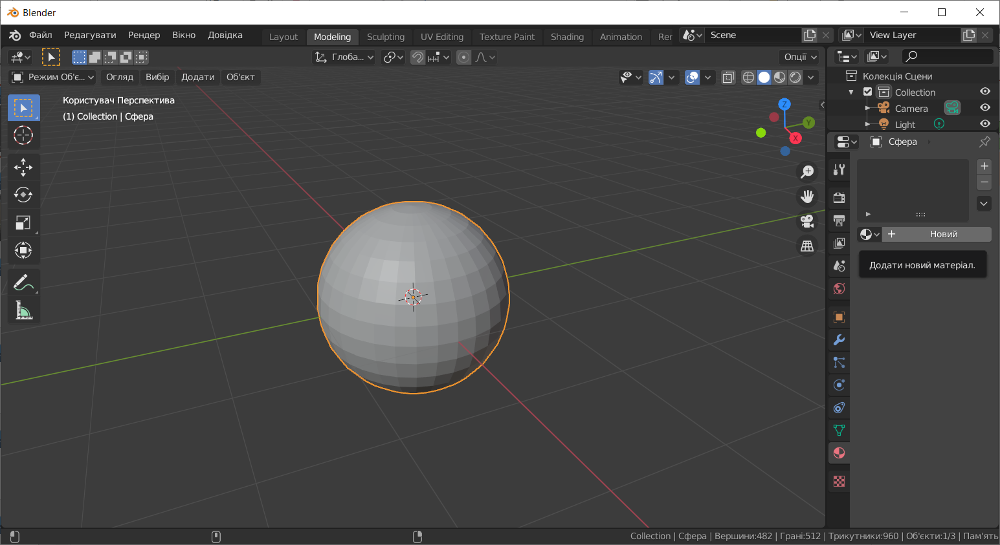 Blender
Файл Редагувати Рендер Вікно Довідка Layout Modeling Sculpting UV Editing Texture Paint Shading Animation Re Scene View Layer
Глоба... Опції
Режим Об'є... Огляд Вибір Додати Об'єкт
Користувач Перспектива
(1) Collection | Сфера
Z
Y
X
Колекція Сцени
Collection
Camera
Light
Сфера
Новий
Додати новий матеріал.
Collection | Сфера | Вершини:482 | Грані:512 | Трикутники:960 | Об'єкти:1/3 | Пам'ять